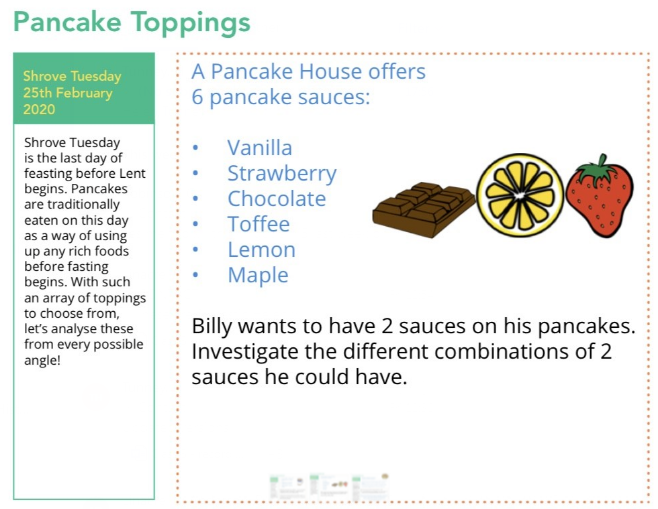 Pancake Toppings
Shrove Tuesday
25th February
2020
Shrove Tuesday
is the last day of
feasting before Lent
begins. Pancakes
are traditionally
eaten on this day
as a way of using
up any rich foods
before fasting
begins. With such
an array of toppings
to choose from,
let's analyse these
from every possible
angle!
A Pancake House offers
6 pancake sauces:
• Vanilla
• Strawberry
• Chocolate
• Toffee
• Lemon
• Maple
Billy wants to have 2 sauces on his pancakes.
Investigate the different combinations of 2
sauces he could have.